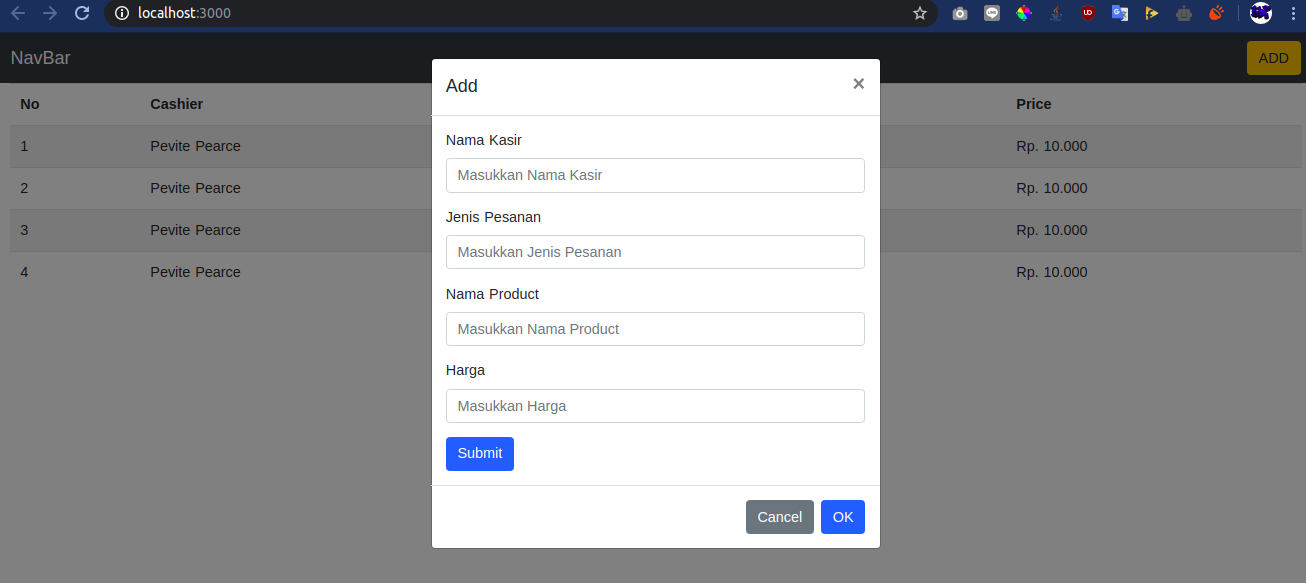 localhost:3000
NavBar
ADD
Add
×
No Cashier Price
Nama Kasir
1 Pevite Pearce Rp. 10.000
Masukkan Nama Kasir
2 Pevite Pearce Rp. 10.000
Jenis Pesanan
3 Pevite Pearce Rp. 10.000
Masukkan Jenis Pesanan
4 Pevite Pearce Rp. 10.000
Nama Product
Masukkan Nama Product
Harga
Masukkan Harga
Submit
Cancel OK